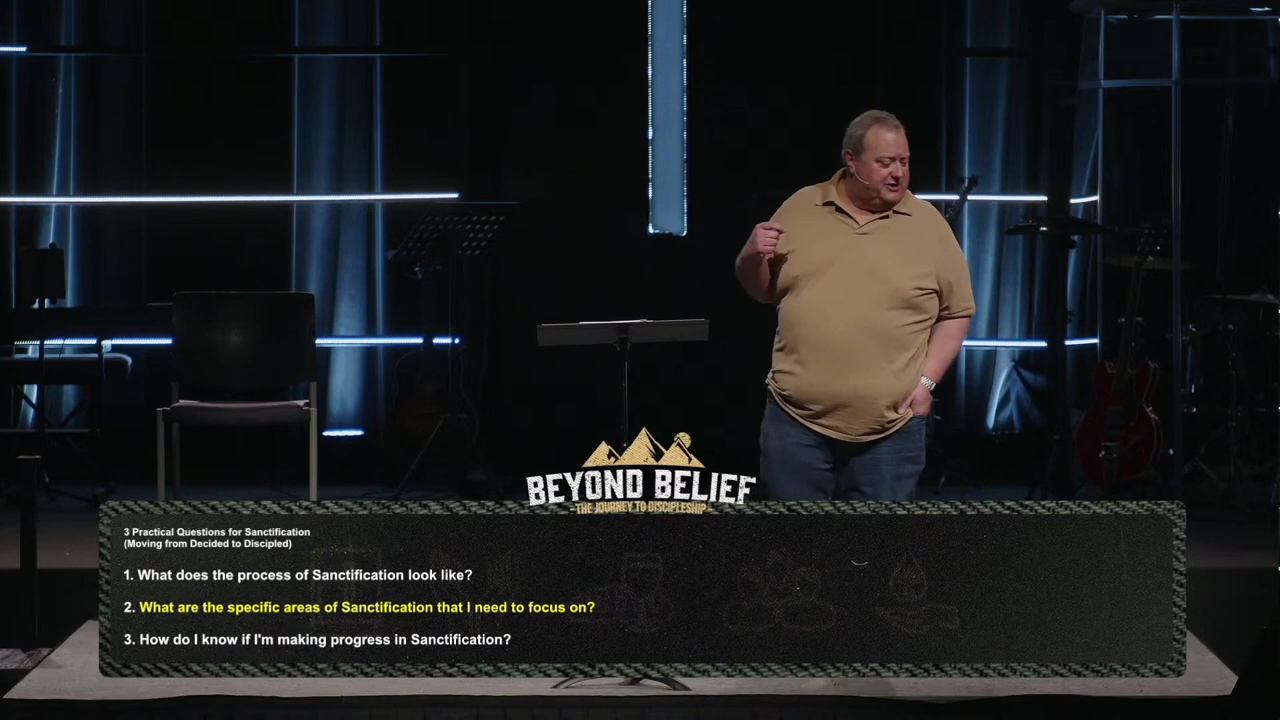 BEYOND BELIEF
-THE JOURNEY TO DISCIPLESHIP-
3 Practical Questions for Sanctification
(Moving from Decided to Discipled)
1. What does the process of Sanctification look like?
2. What are the specific areas of Sanctification that I need to focus on?
3. How do I know if I'm making progress in Sanctification?